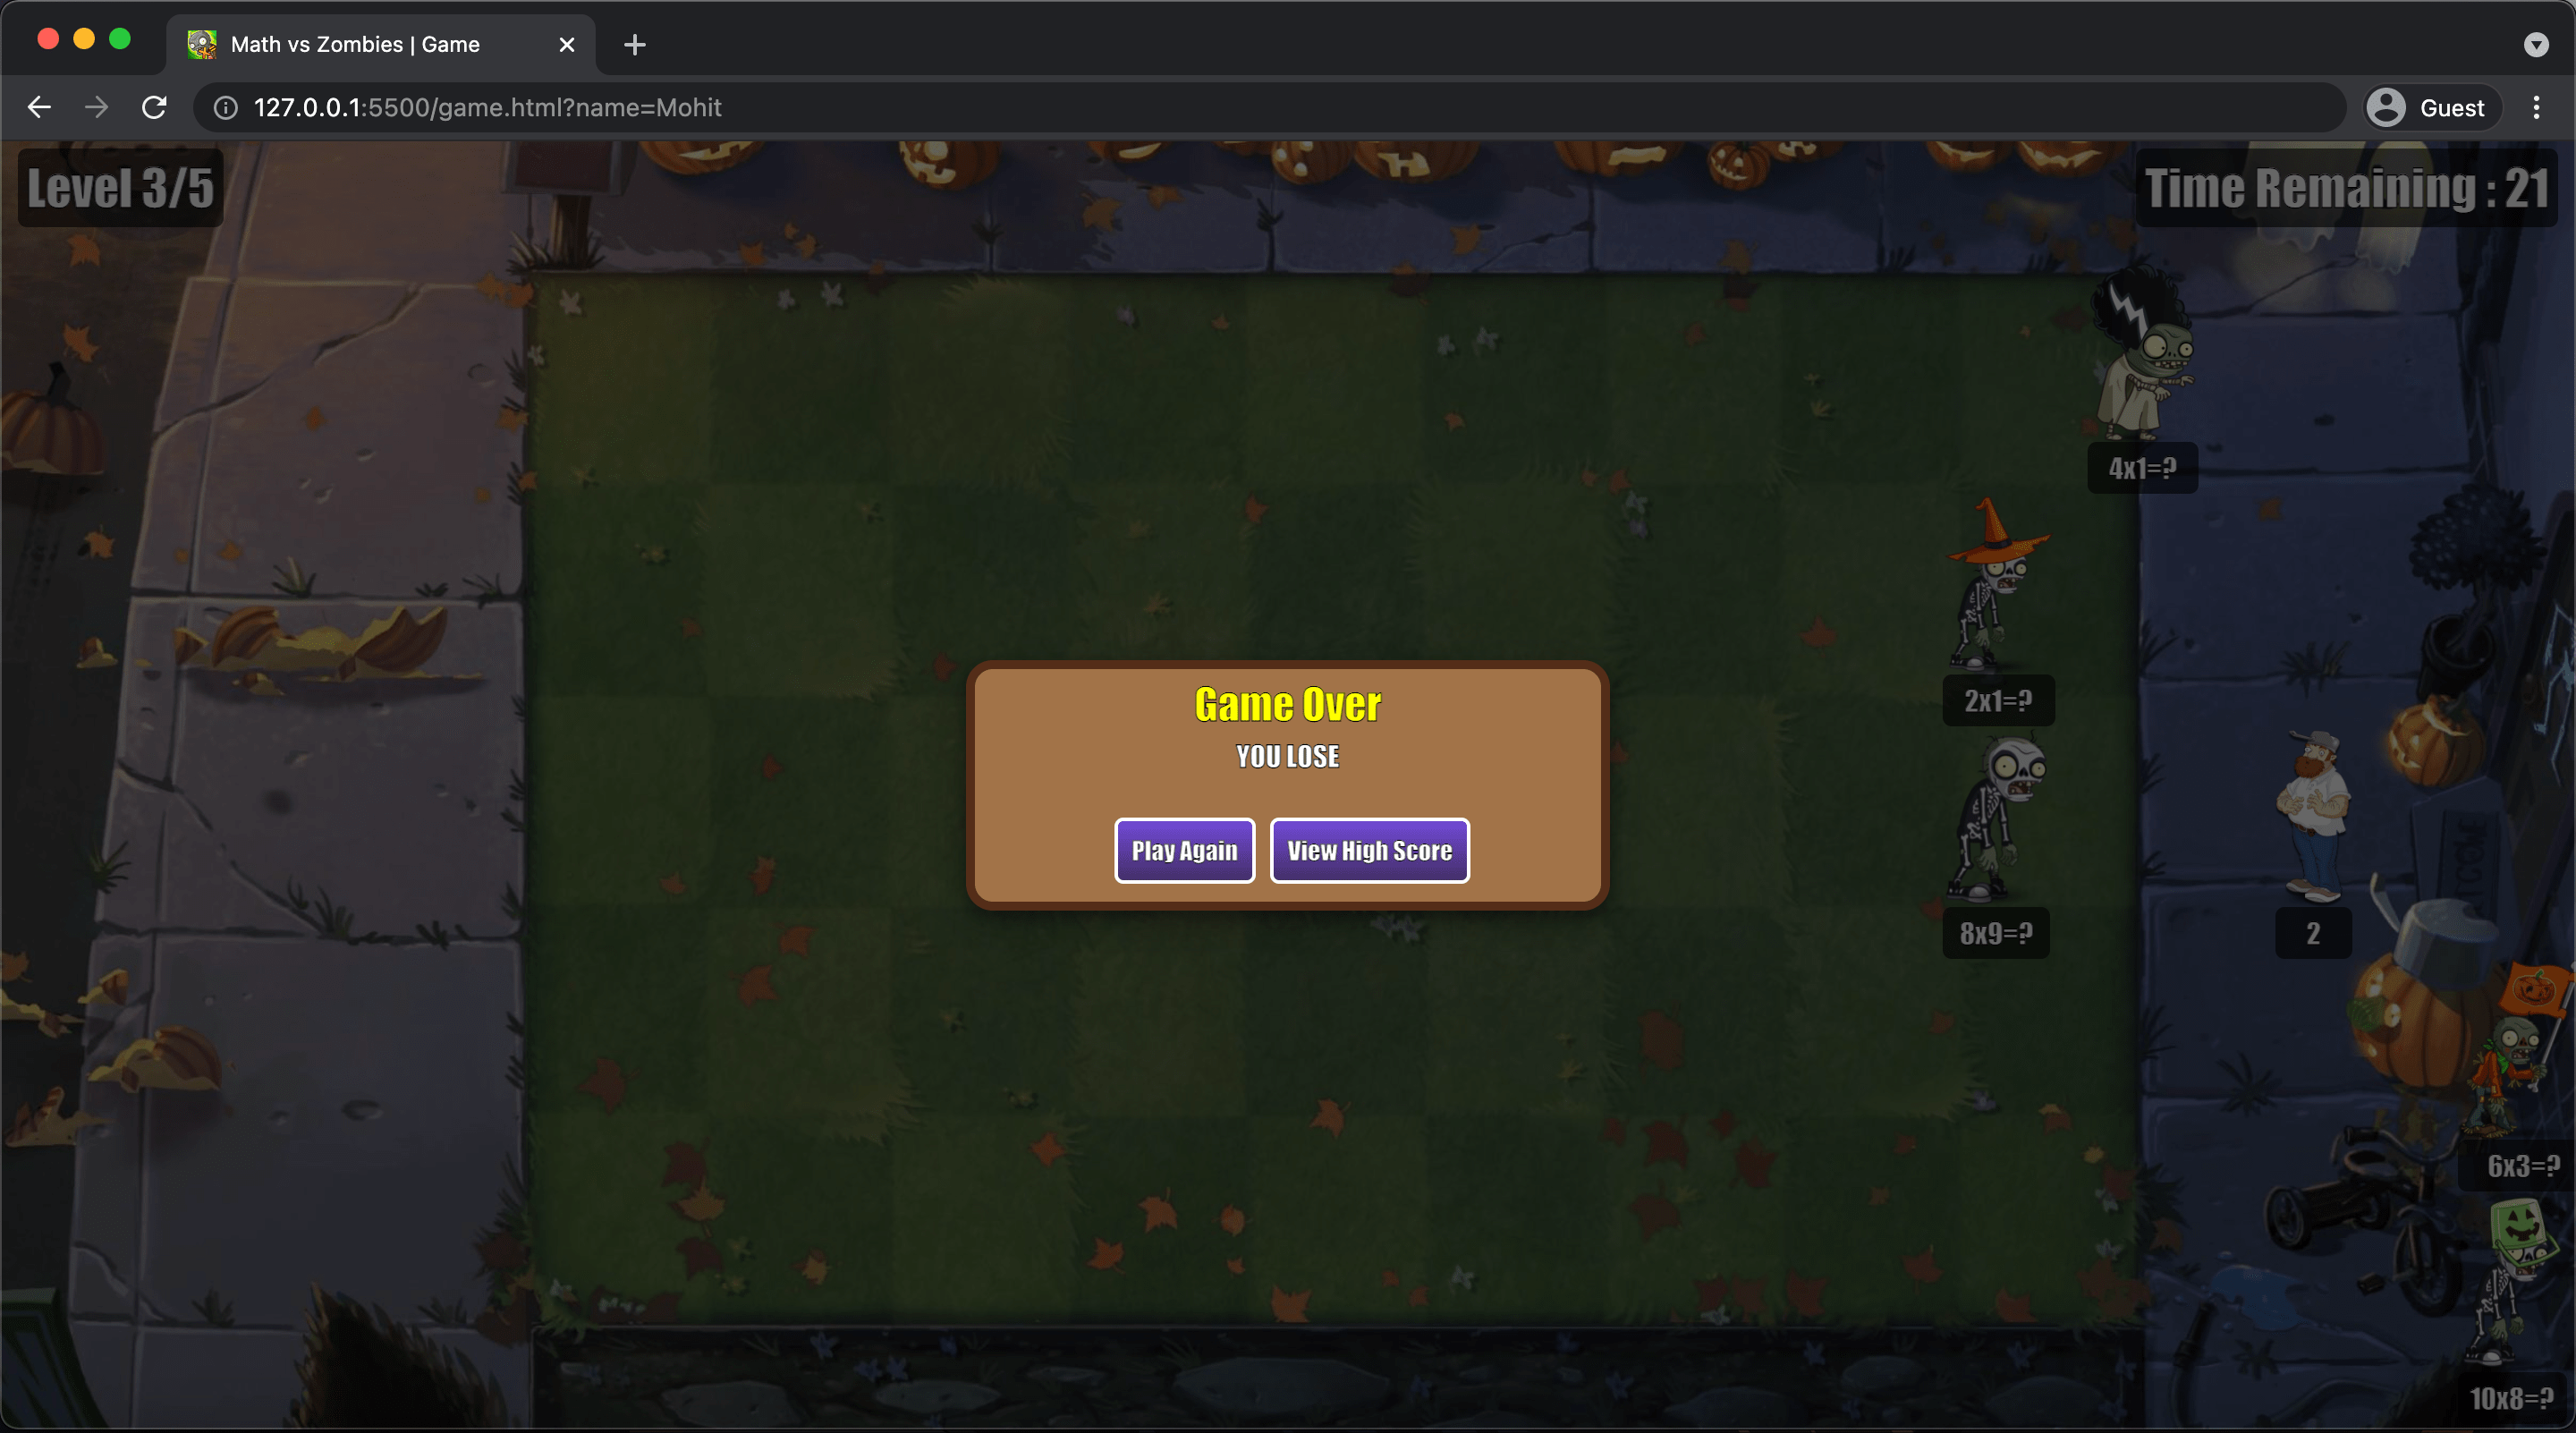 Math vs Zombies | Game
127.0.0.1:5500/game.html?name=Mohit
Guest
Level 3/5
Time Remaining : 21
4x1=?
2x1=?
Game Over
YOU LOSE
Play Again
View High Score
8x9=?
2
6x3=?
10x8=?